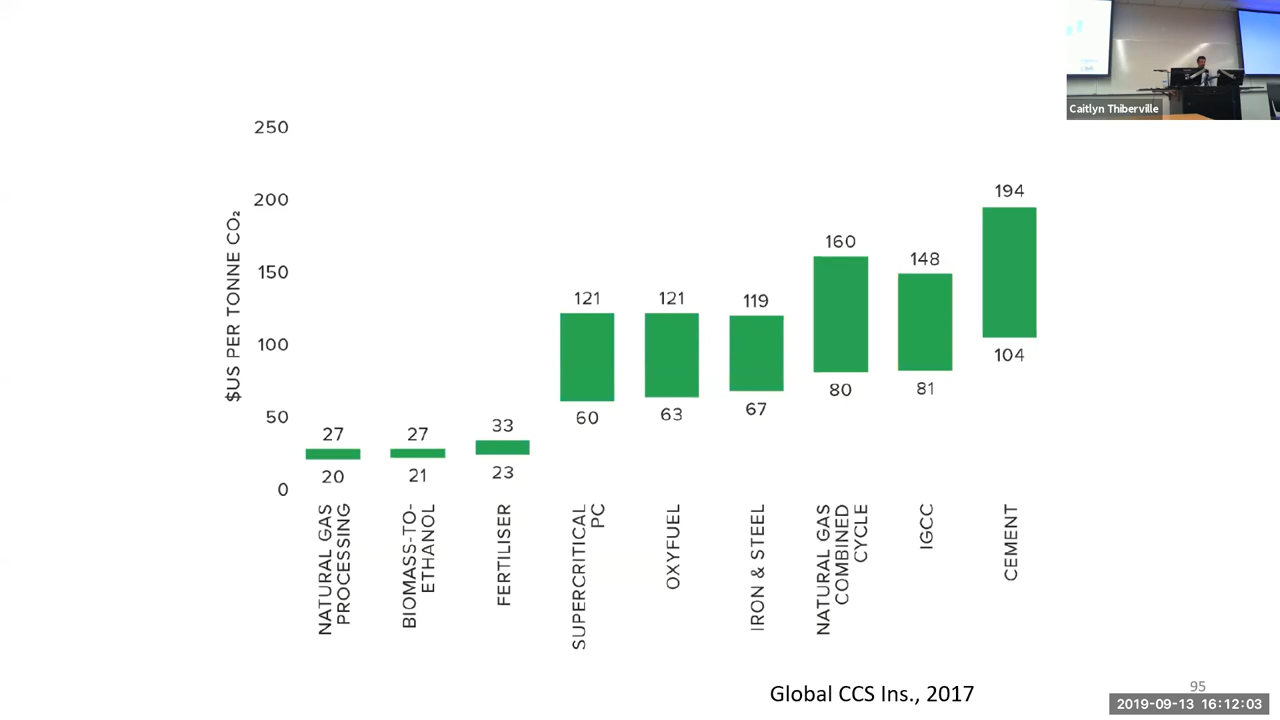 Caitlyn Thiberville
$US PER TONNE CO₂
250
200
150
100
50
0
27
20
27
21
33
23
121
60
121
63
119
67
160
80
148
81
194
104
NATURAL GAS
PROCESSING
BIOMASS-TO-
ETHANOL
FERTILISER
SUPERCRITICAL
PC
OXYFUEL
IRON & STEEL
NATURAL GAS
COMBINED
CYCLE
IGCC
CEMENT
Global CCS Ins., 2017
95
2019-09-13 16:12:03